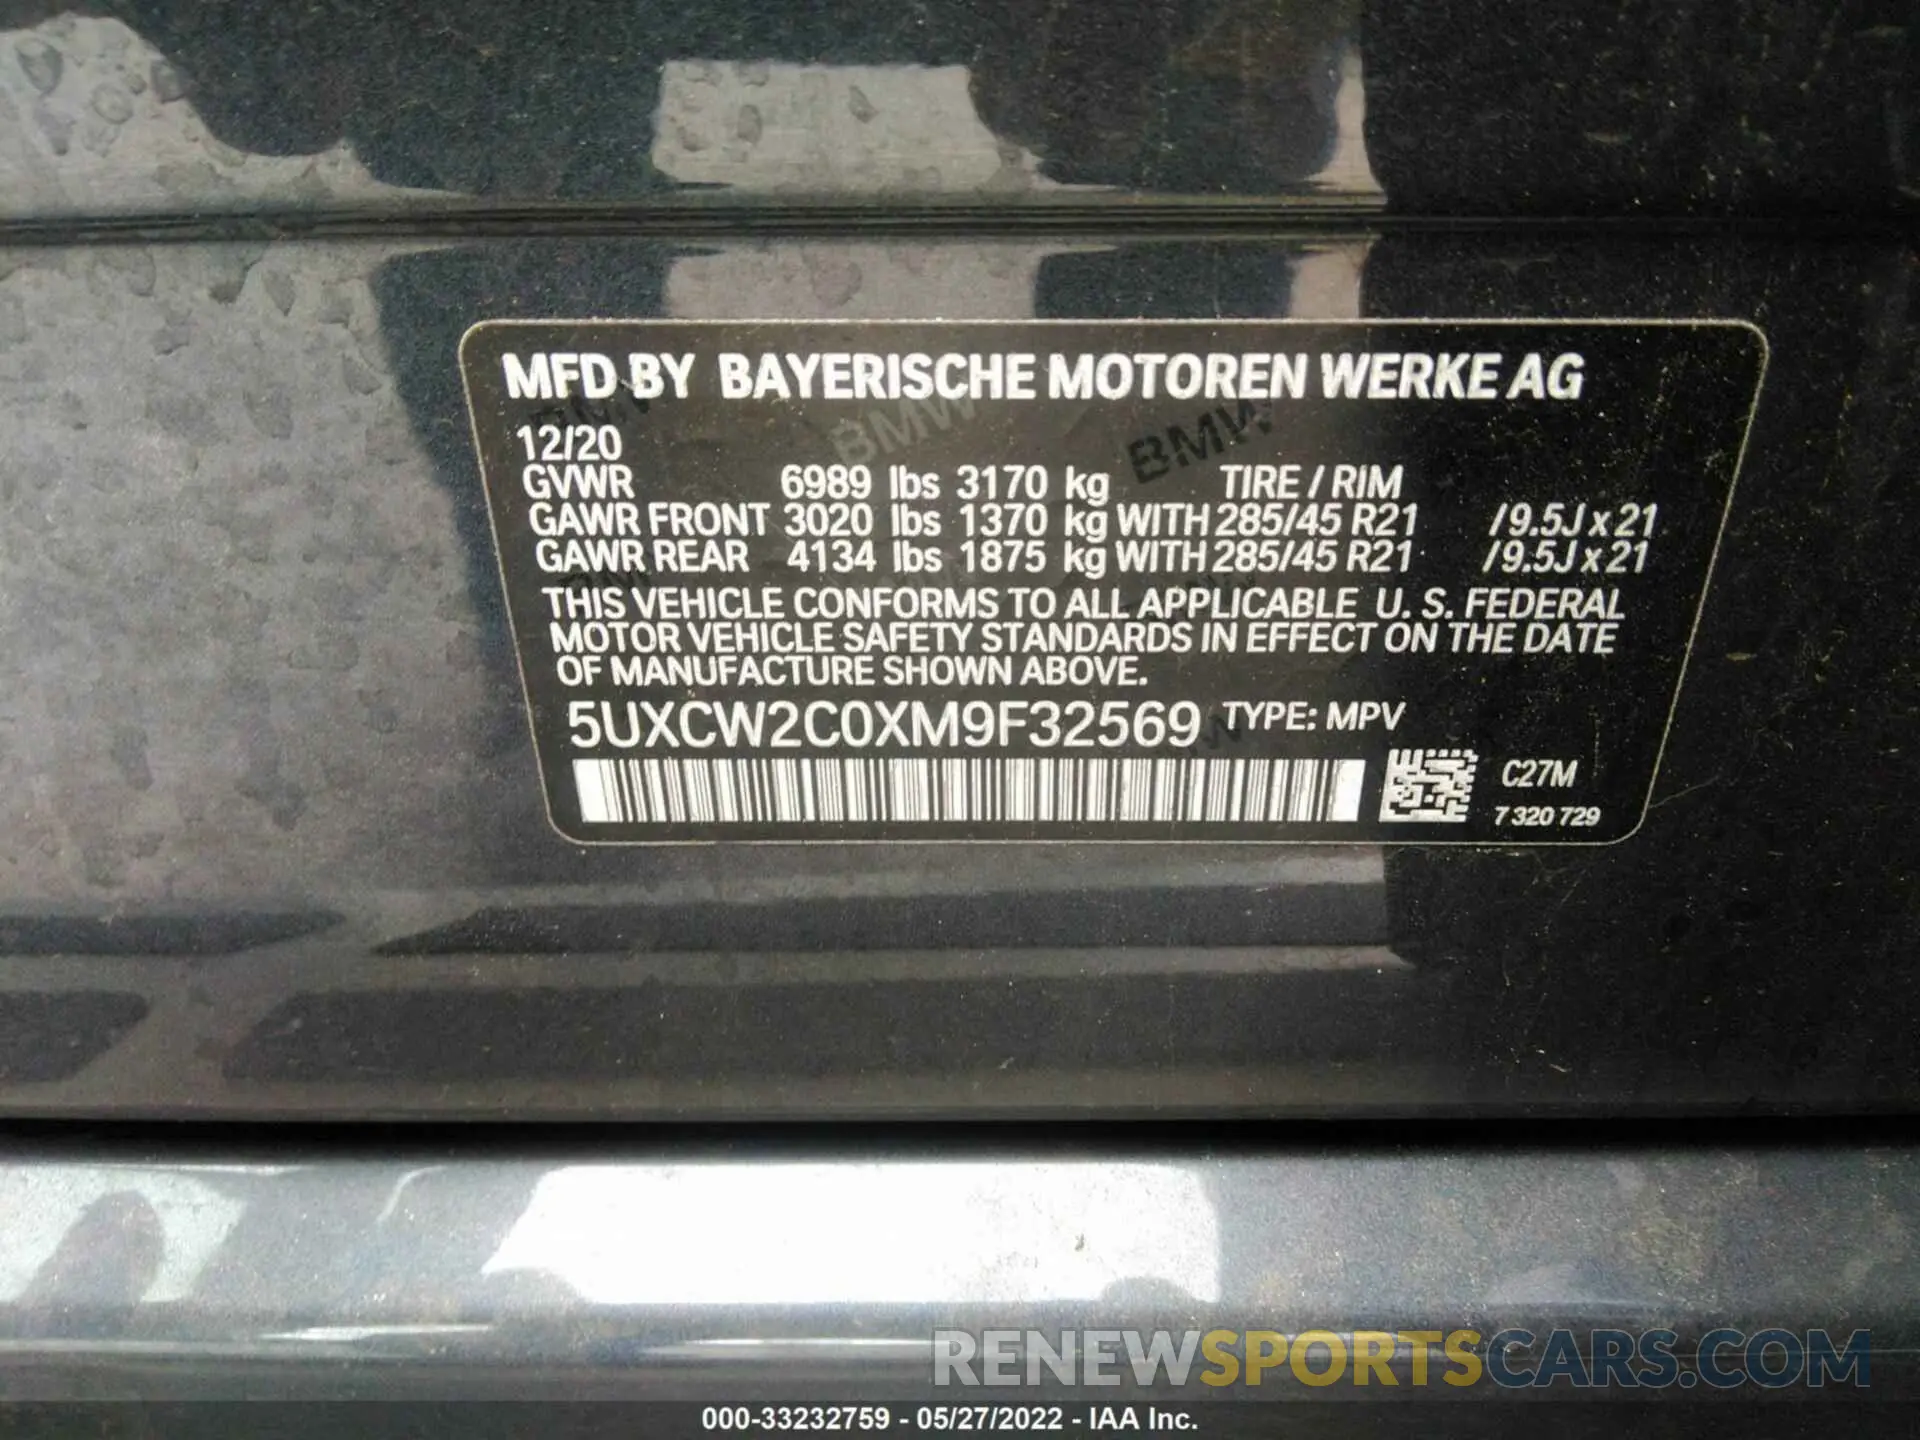 MFD BY BAYERISCHE MOTOREN WERKE AG
BMW BMW BMW
12/20
GVWR 6989 lbs 3170 kg TIRE / RIM
GAWR FRONT 3020 lbs 1370 kg WITH 285/45 R21 / 9.5J x 21
GAWR REAR 4134 lbs 1875 kg WITH 285/45 R21 / 9.5J x 21
THIS VEHICLE CONFORMS TO ALL APPLICABLE U. S. FEDERAL
MOTOR VEHICLE SAFETY STANDARDS IN EFFECT ON THE DATE
OF MANUFACTURE SHOWN ABOVE.
5UXCW2C0XM9F32569 TYPE: MPV
C27M
7 320 729
RENEWSPORTSCARS.COM
000-33232759 - 05/27/2022 - IAA Inc.